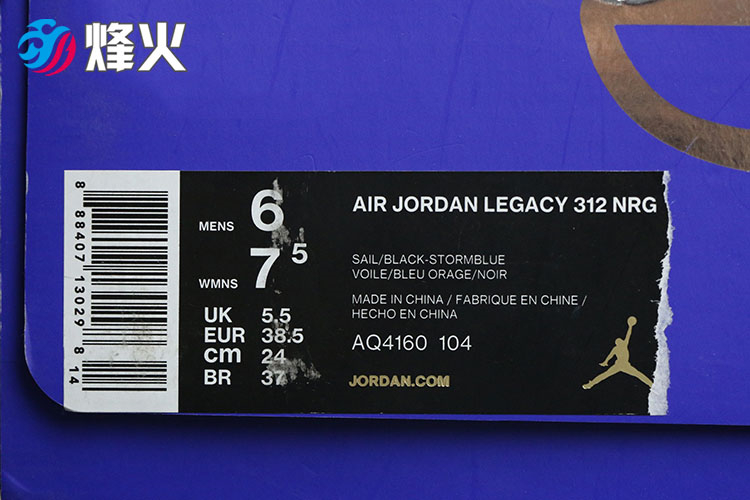 烽火
8 88407 13029 8 14
MENS 6
WMNS 7 5
UK 5.5
EUR 38.5
cm 24
BR 37
AIR JORDAN LEGACY 312 NRG
SAIL/BLACK-STORMBLUE
VOILE/BLEU ORAGE/NOIR
MADE IN CHINA / FABRIQUE EN CHINE /
HECHO EN CHINA
AQ4160 104
JORDAN.COM